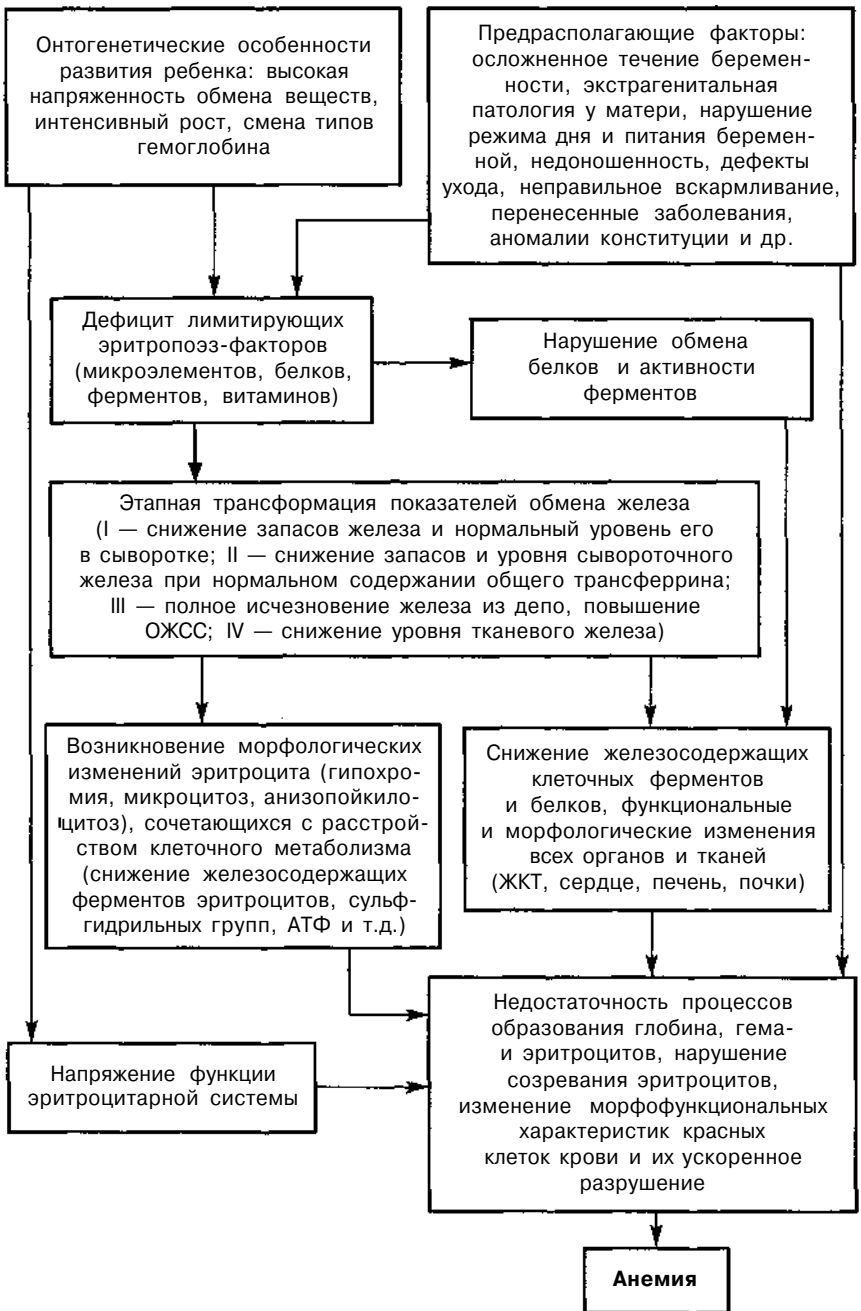 Онтогенетические особенности
развития ребенка: высокая
напряженность обмена веществ,
интенсивный рост, смена типов
гемоглобина
Предрасполагающие факторы:
осложненное течение беремен-
ности, экстрагенитальная
патология у матери, нарушение
режима дня и питания беремен-
ной, недоношенность, дефекты
ухода, неправильное вскармливание,
перенесенные заболевания,
аномалии конституции и др.
Дефицит лимитирующих
эритропоэз-факторов
(микроэлементов, белков,
ферментов, витаминов)
Нарушение обмена
белков и активности
ферментов
Этапная трансформация показателей обмена железа
(I — снижение запасов железа и нормальный уровень его
в сыворотке; II — снижение запасов и уровня сывороточного
железа при нормальном содержании общего трансферрина;
III — полное исчезновение железа из депо, повышение
ОЖСС; IV — снижение уровня тканевого железа)
Возникновение морфологических
изменений эритроцита (гипохро-
мия, микроцитоз, анизопойкило-
цитоз), сочетающихся с расстрой-
ством клеточного метаболизма
(снижение железосодержащих
ферментов эритроцитов, сульф-
гидрильных групп, АТФ и т.д.)
Снижение железосодержащих
клеточных ферментов
и белков, функциональные
и морфологические изменения
всех органов и тканей
(ЖКТ, сердце, печень, почки)
Напряжение функции
эритроцитарной системы
Недостаточность процессов
образования глобина, гема-
и эритроцитов, нарушение
созревания эритроцитов,
изменение морфофункциональных
характеристик красных
клеток крови и их ускоренное
разрушение
Анемия